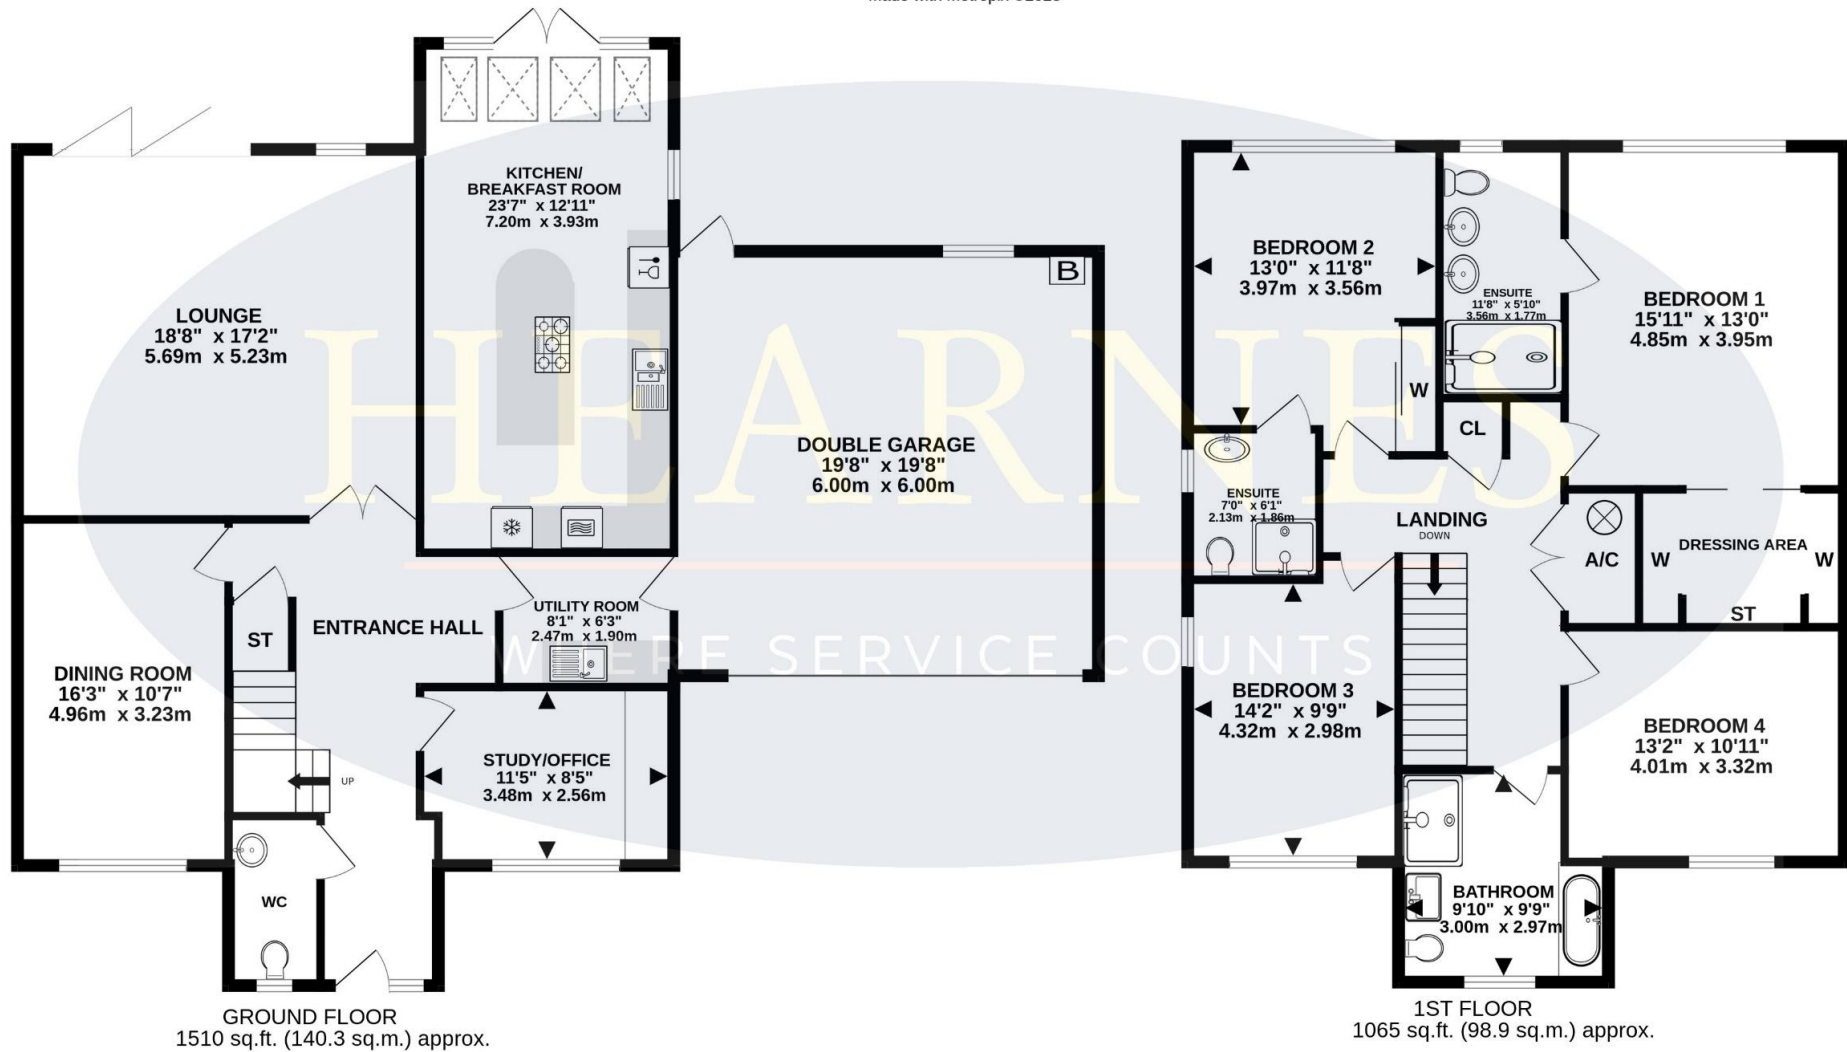 KITCHEN/
BREAKFAST ROOM
23'7" x 12'11"
7.20m x 3.93m
LOUNGE
18'8" x 17'2"
5.69m x 5.23m
B
DOUBLE GARAGE
19'8" x 19'8"
6.00m x 6.00m
UTILITY ROOM
8'1" x 6'3"
2.47m x 1.90m
ENTRANCE HALL
ST
DINING ROOM
16'3" x 10'7"
4.96m x 3.23m
STUDY/OFFICE
11'5" x 8'5"
3.48m x 2.56m
UP
WC
GROUND FLOOR
1510 sq.ft. (140.3 sq.m.) approx.
BEDROOM 2
13'0" x 11'8"
3.97m x 3.56m
ENSUITE
11'8" x 5'10"
3.56m x 1.77m
BEDROOM 1
15'11" x 13'0"
4.85m x 3.95m
W
CL
ENSUITE
7'0" x 6'1"
2.13m x 1.86m
LANDING
DOWN
A/C
W
DRESSING AREA
W
ST
BEDROOM 3
14'2" x 9'9"
4.32m x 2.98m
BEDROOM 4
13'2" x 10'11"
4.01m x 3.32m
BATHROOM
9'10" x 9'9"
3.00m x 2.97m
1ST FLOOR
1065 sq.ft. (98.9 sq.m.) approx.
HEARNES
WHERE SERVICE COUNTS